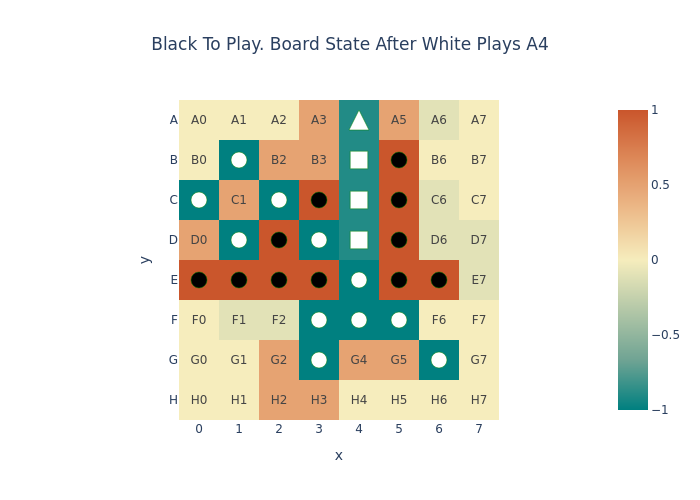 Black To Play. Board State After White Plays A4
A A0 A1 A2 A3 A5 A6 A7
B B0 B2 B3 B6 B7
C C1 C6 C7
D D0 D6 D7
E E7
F F0 F1 F2 F6 F7
G G0 G1 G2 G4 G5 G7
H H0 H1 H2 H3 H4 H5 H6 H7
0 1 2 3 4 5 6 7
x
y
1
0.5
0
−0.5
−1